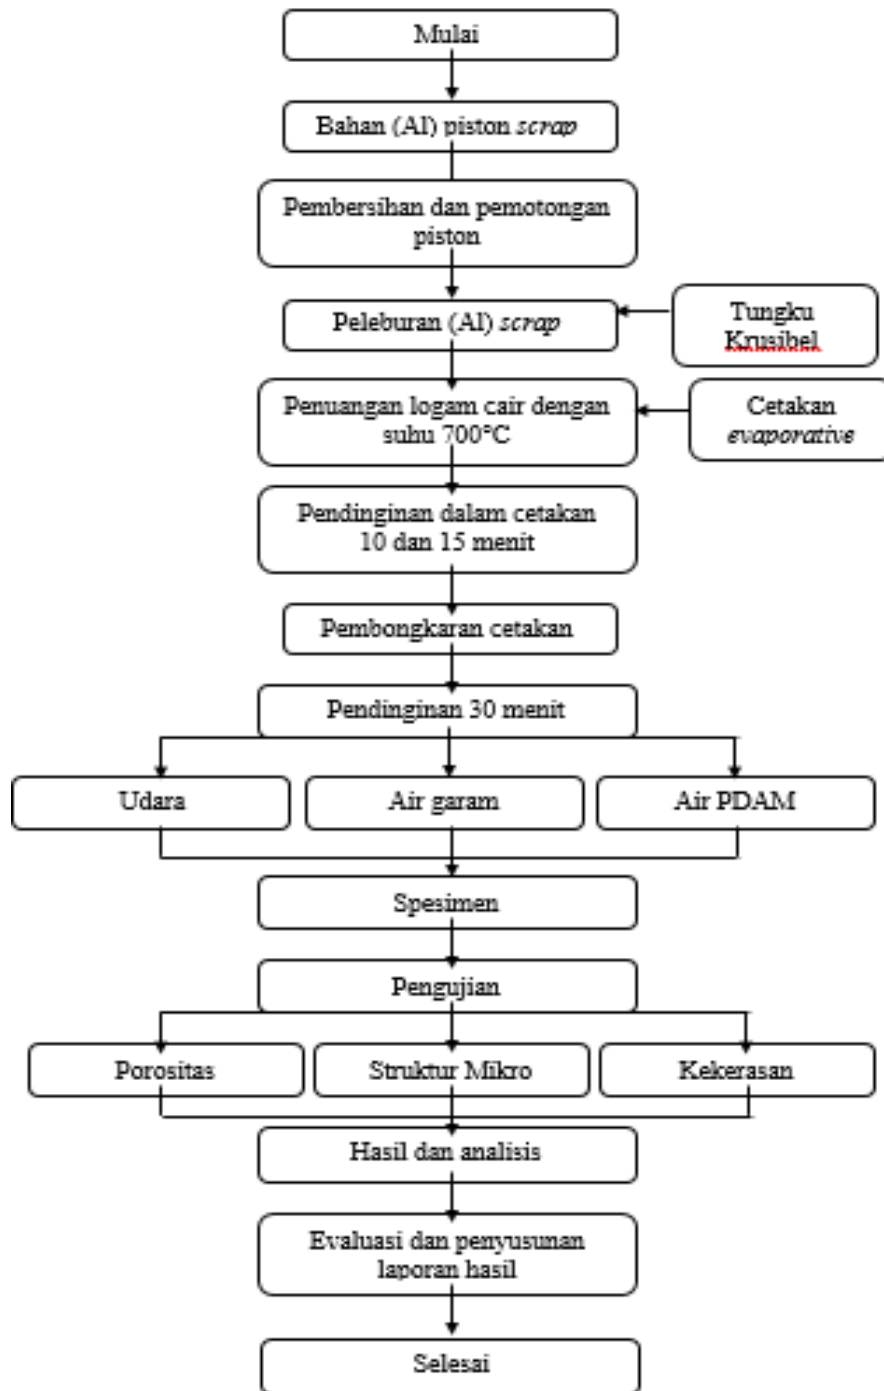 Mulai
Bahan (Al) piston scrap
Pembersihan dan pemotongan
piston
Peleburan (Al) scrap
Tungku
Krusibel
Penuangan logam cair dengan
suhu 700°C
Cetakan
evaporative
Pendinginan dalam cetakan
10 dan 15 menit
Pembongkaran cetakan
Pendinginan 30 menit
Udara
Air garam
Air PDAM
Spesimen
Pengujian
Porositas
Struktur Mikro
Kekerasan
Hasil dan analisis
Evaluasi dan penyusunan
laporan hasil
Selesai